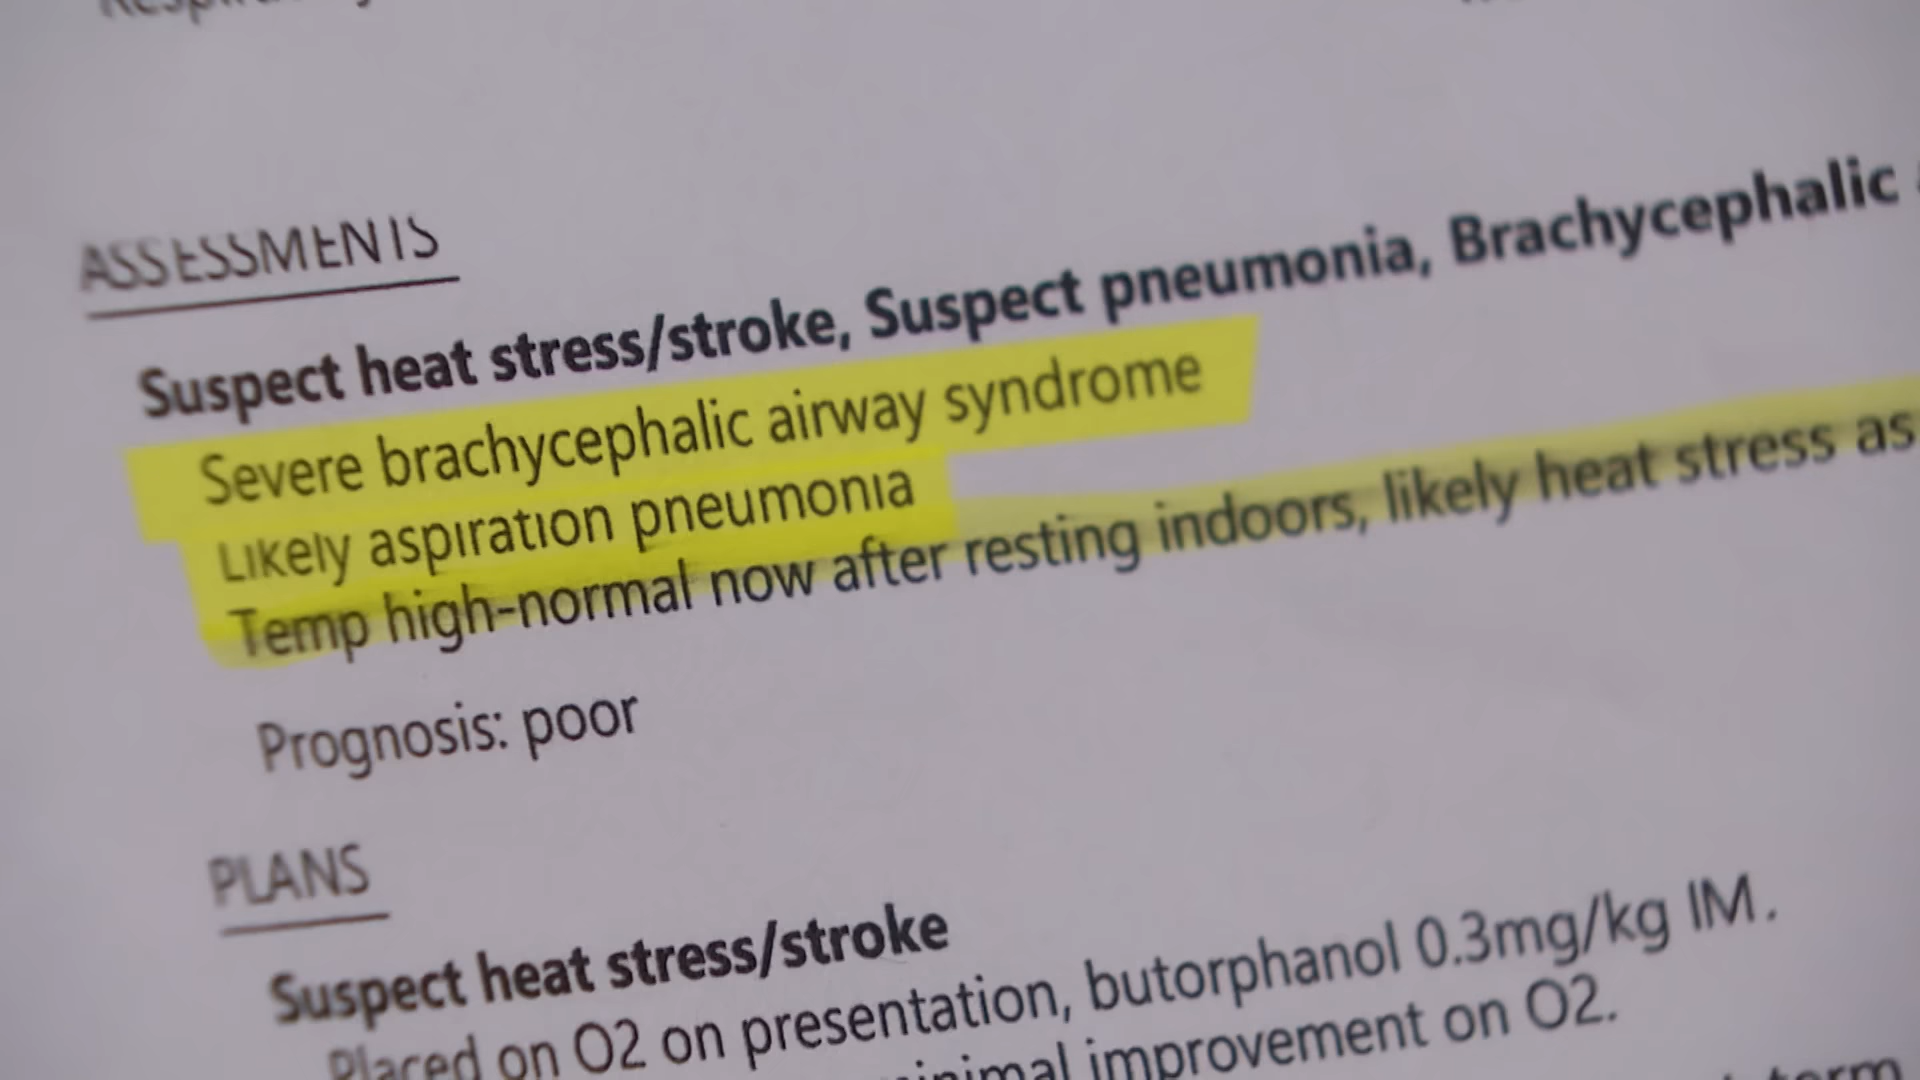 ASSESSMENTS
Suspect heat stress/stroke, Suspect pneumonia, Brachycephalic
Severe brachycephalic airway syndrome
Likely aspiration pneumonia
Temp high-normal now after resting indoors, likely heat stress as
Prognosis: poor
PLANS
Suspect heat stress/stroke
Placed on O2 on presentation, butorphanol 0.3mg/kg IM.
improvement on O2.